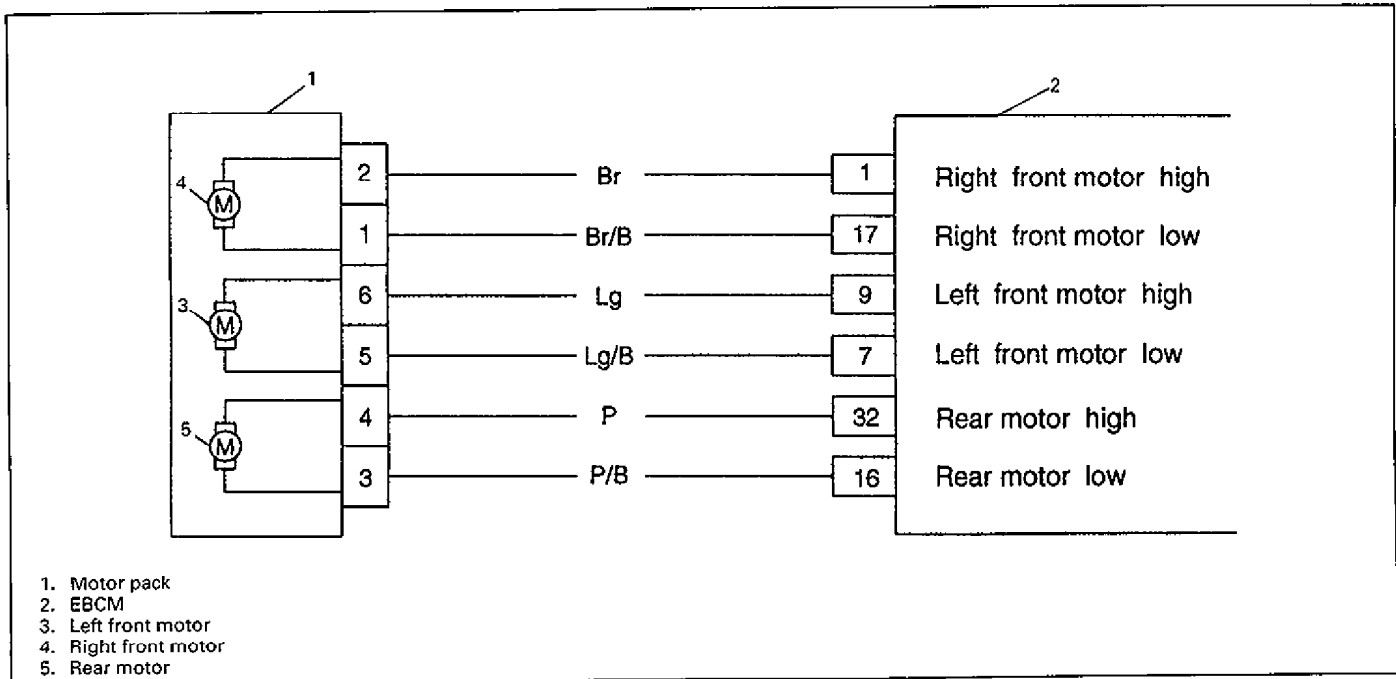 1
2
4
2 Br 1 Right front motor high
1 Br/B 17 Right front motor low
3
6 Lg 9 Left front motor high
5 Lg/B 7 Left front motor low
5
4 P 32 Rear motor high
3 P/B 16 Rear motor low
M
M
M
1. Motor pack
2. EBCM
3. Left front motor
4. Right front motor
5. Rear motor